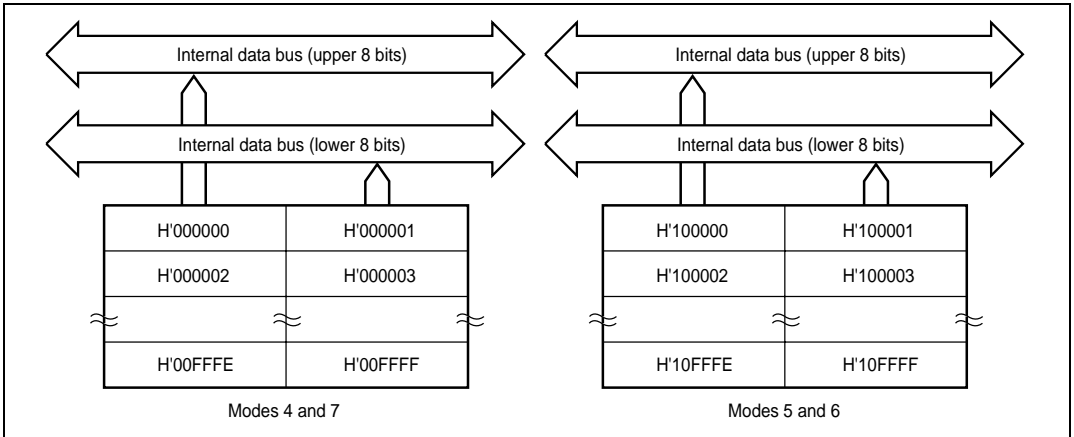 Internal data bus (upper 8 bits)
Internal data bus (lower 8 bits)
H'000000 H'000001
H'000002 H'000003
H'00FFFE H'00FFFF
Modes 4 and 7
Internal data bus (upper 8 bits)
Internal data bus (lower 8 bits)
H'100000 H'100001
H'100002 H'100003
H'10FFFE H'10FFFF
Modes 5 and 6